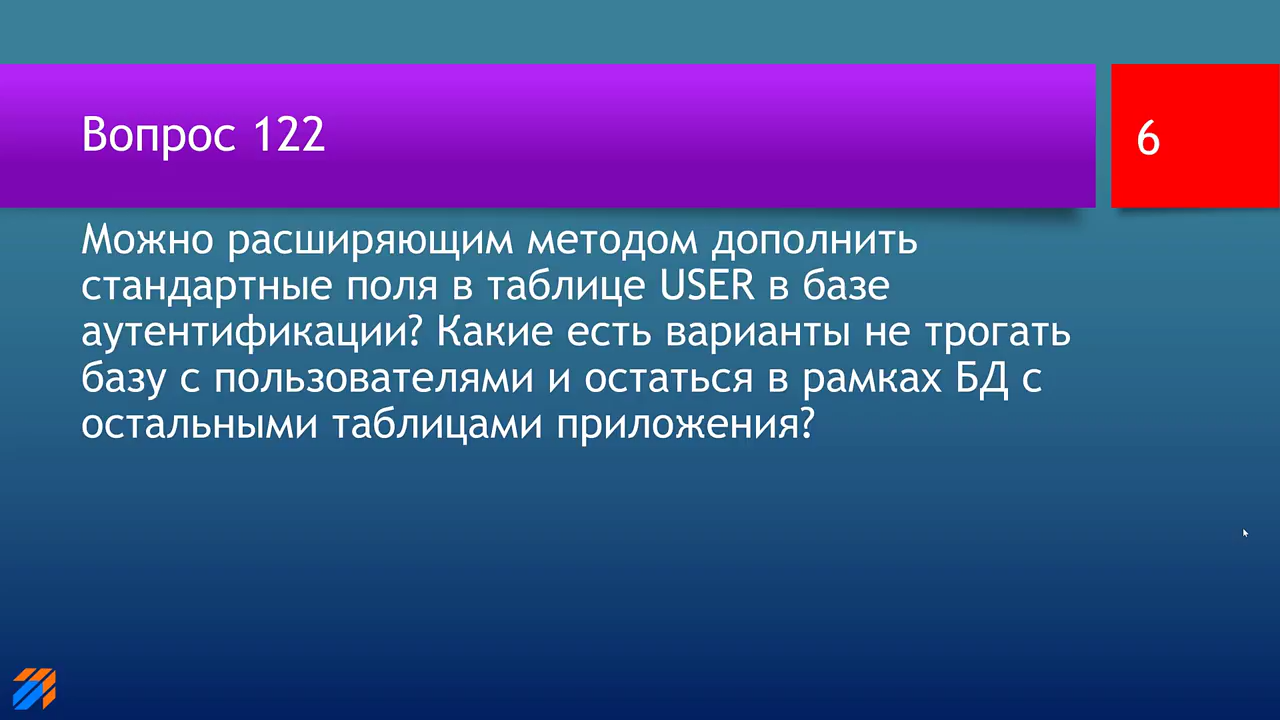 Вопрос 122
6
Можно расширяющим методом дополнить
стандартные поля в таблице USER в базе
аутентификации? Какие есть варианты не трогать
базу с пользователями и остаться в рамках БД с
остальными таблицами приложения?